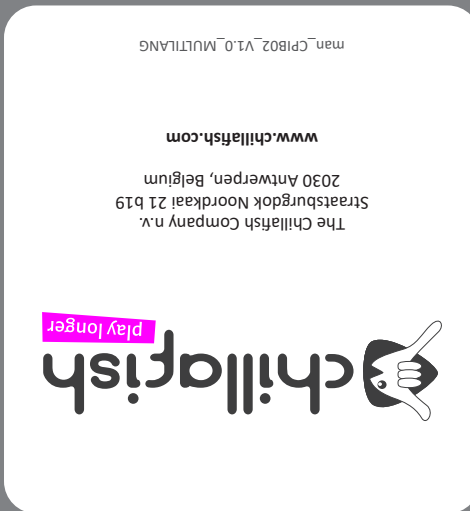 chillafish
play longer
The Chillafish Company n.v.
Straatsburgdok Noordkaai 21 b19
2030 Antwerpen, Belgium
www.chillafish.com
man_CPIB02_V1.0_MULTILANG